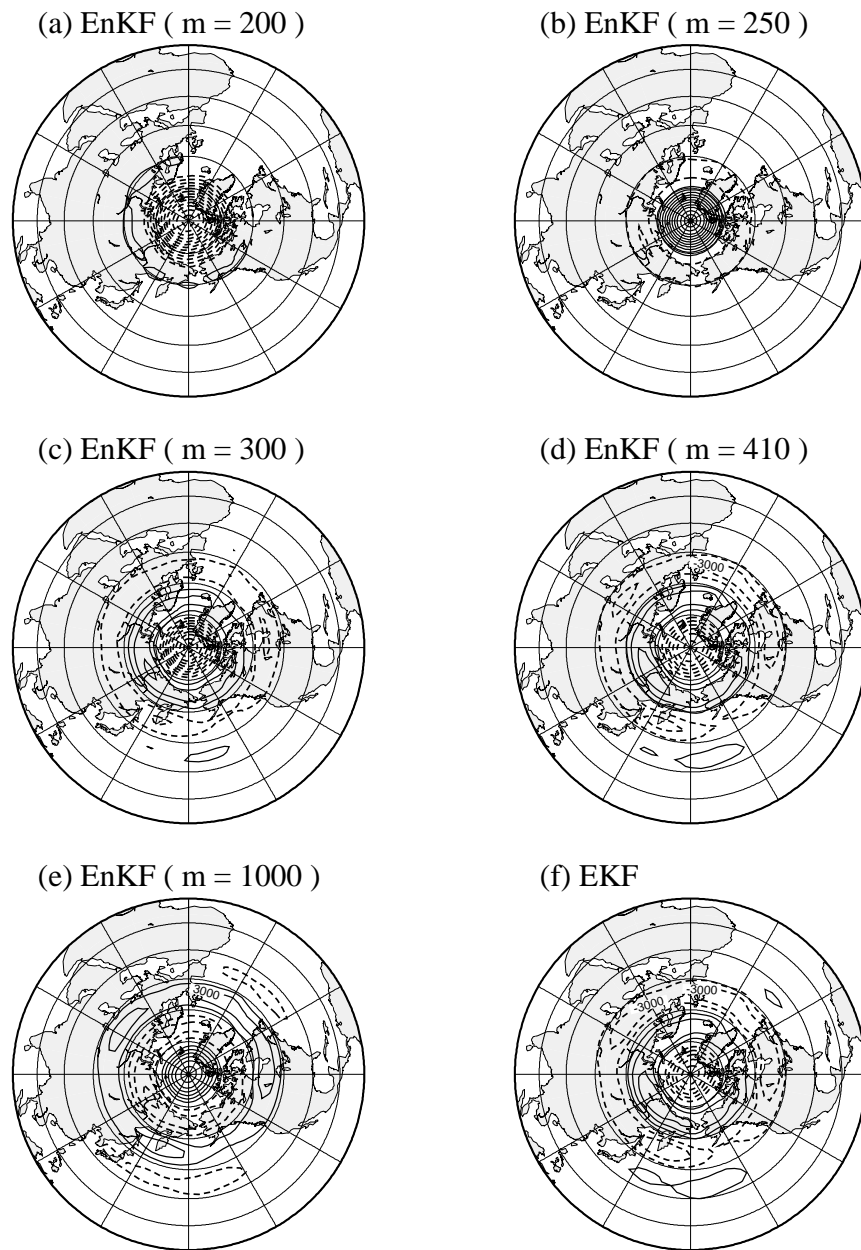 (a) EnKF ( m = 200 )
(b) EnKF ( m = 250 )
(c) EnKF ( m = 300 )
(d) EnKF ( m = 410 )
-3000
(e) EnKF ( m = 1000 )
(f) EKF
3000
-3000
-3000